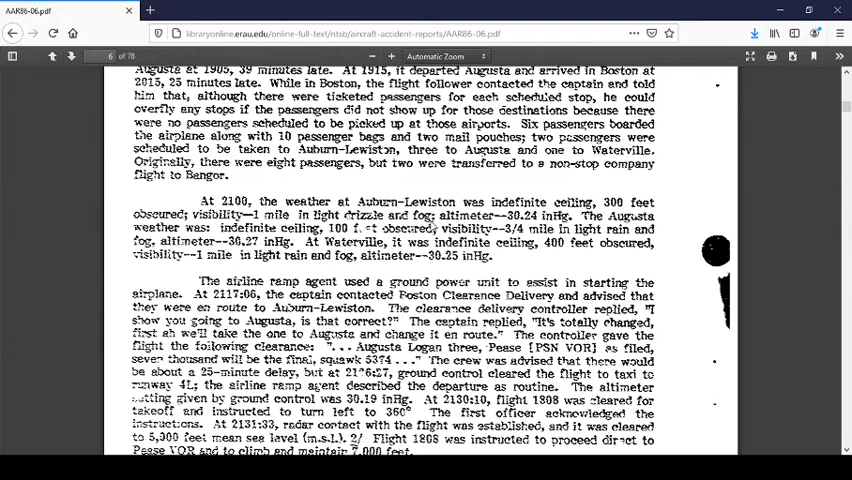 AAR86-06.pdf
libraryonline.erau.edu/online-full-text/ntsb/aircraft-accident-reports/AAR86-06.pdf
6 of 78
Automatic Zoom
Augusta at 1905, 39 minutes late. At 1915, it departed Augusta and arrived in Boston at
2015, 25 minutes late. While in Boston, the flight follower contacted the captain and told
him that, although there were ticketed passengers for each scheduled stop, he could
overfly any stops if the passengers did not show up for those destinations because there
were no passengers scheduled to be picked up at those airports. Six passengers boarded
the airplane along with 10 passenger bags and two mail pouches; two passengers were
scheduled to be taken to Auburn-Lewiston, three to Augusta and one to Waterville.
Originally, there were eight passengers, but two were transferred to a non-stop company
flight to Bangor.
At 2100, the weather at Auburn-Lewiston was indefinite ceiling, 300 feet
obscured; visibility--1 mile in light drizzle and fog; altimeter--30.24 inHg. The Augusta
weather was: indefinite ceiling, 100 obscured, visibility--3/4 mile in light rain and
fog, altimeter--30.27 inHg. At Waterville, it was indefinite ceiling, 400 feet obscured,
visibility--1 mile in light rain and fog, altimeter--30.25 inHg.
The airline ramp agent used a ground power unit to assist in starting the
airplane. At 2117:06, the captain contacted Boston Clearance Delivery and advised that
they were en route to Auburn-Lewiston. The clearance delivery controller replied, "I
show you going to Augusta, is that correct?" The captain replied, "It's totally changed,
first ah we'll take the one to Augusta and change it en route." The controller gave the
flight the following clearance: "... Augusta Logan three, Pease [PSN VOR] as filed,
seven thousand will be the final, squawk 5374..." The crew was advised that there would
be about a 25-minute delay, but at ground control cleared the flight to taxi to
runway 4L; the airline ramp agent described the departure as routine. The altimeter
setting given by ground control was 30.19 inHg. At 2130:10, flight 1808 was cleared for
takeoff and instructed to turn left to 360° The first officer acknowledged the
instructions. At 2131:33, radar contact with the flight was established, and it was cleared
to 5,000 feet mean sea level (m.s.l.). 2/ Flight 1808 was instructed to proceed direct to
Pease VOR and to climb and maintain 7,000 feet.